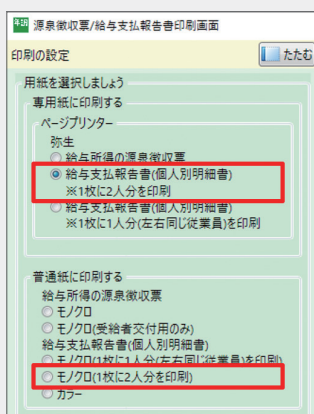 年調 源泉徴収票/給与支払報告書印刷画面
印刷の設定
たたむ
用紙を選択しましょう
専用紙に印刷する
ページプリンター
弥生
給与所得の源泉徴収票
給与支払報告書(個人別明細書)
※1枚に2人分を印刷
給与支払報告書(個人別明細書)
※1枚に1人分(左右同じ従業員)を印刷
普通紙に印刷する
給与所得の源泉徴収票
モノクロ
モノクロ(受給者交付用のみ)
給与支払報告書(個人別明細書)
モノクロ(1枚に1人分(左右同じ従業員)を印刷)
モノクロ(1枚に2人分を印刷)
カラー